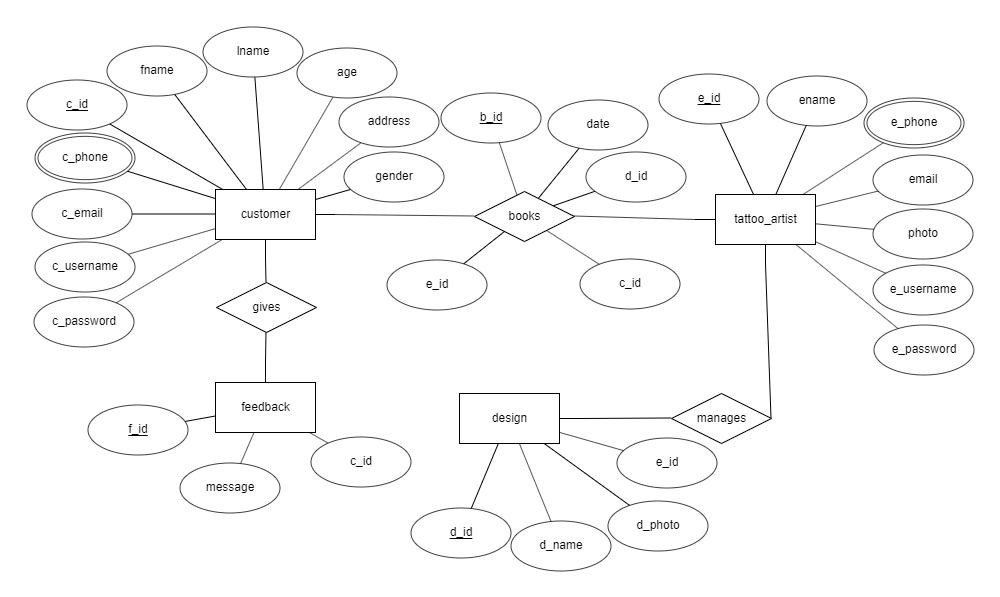 lname
fname
age
c_id
address
c_phone
gender
c_email
customer
c_username
c_password
gives
feedback
f_id
c_id
message
b_id
date
d_id
books
e_id
c_id
e_id
ename
e_phone
email
tattoo_artist
photo
e_username
e_password
design
manages
e_id
d_id
d_name
d_photo